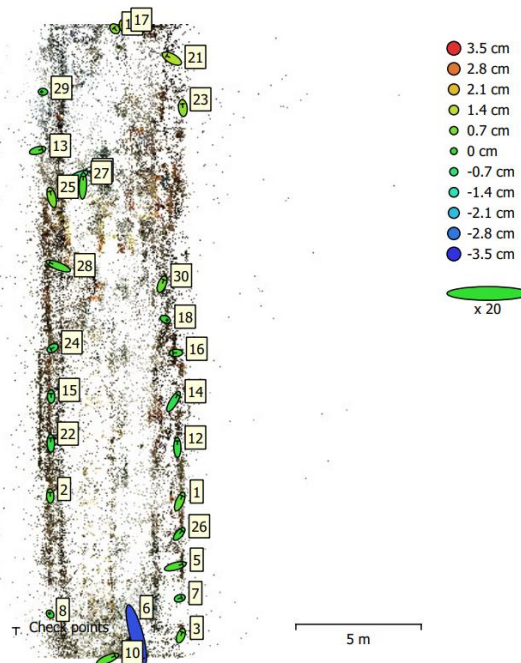 17
21
29
23
13
27
25
28
30
18
24
16
15
14
22
12
2
1
26
5
7
8
6
3
10
Check points
3.5 cm
2.8 cm
2.1 cm
1.4 cm
0.7 cm
0 cm
-0.7 cm
-1.4 cm
-2.1 cm
-2.8 cm
-3.5 cm
x 20
5 m